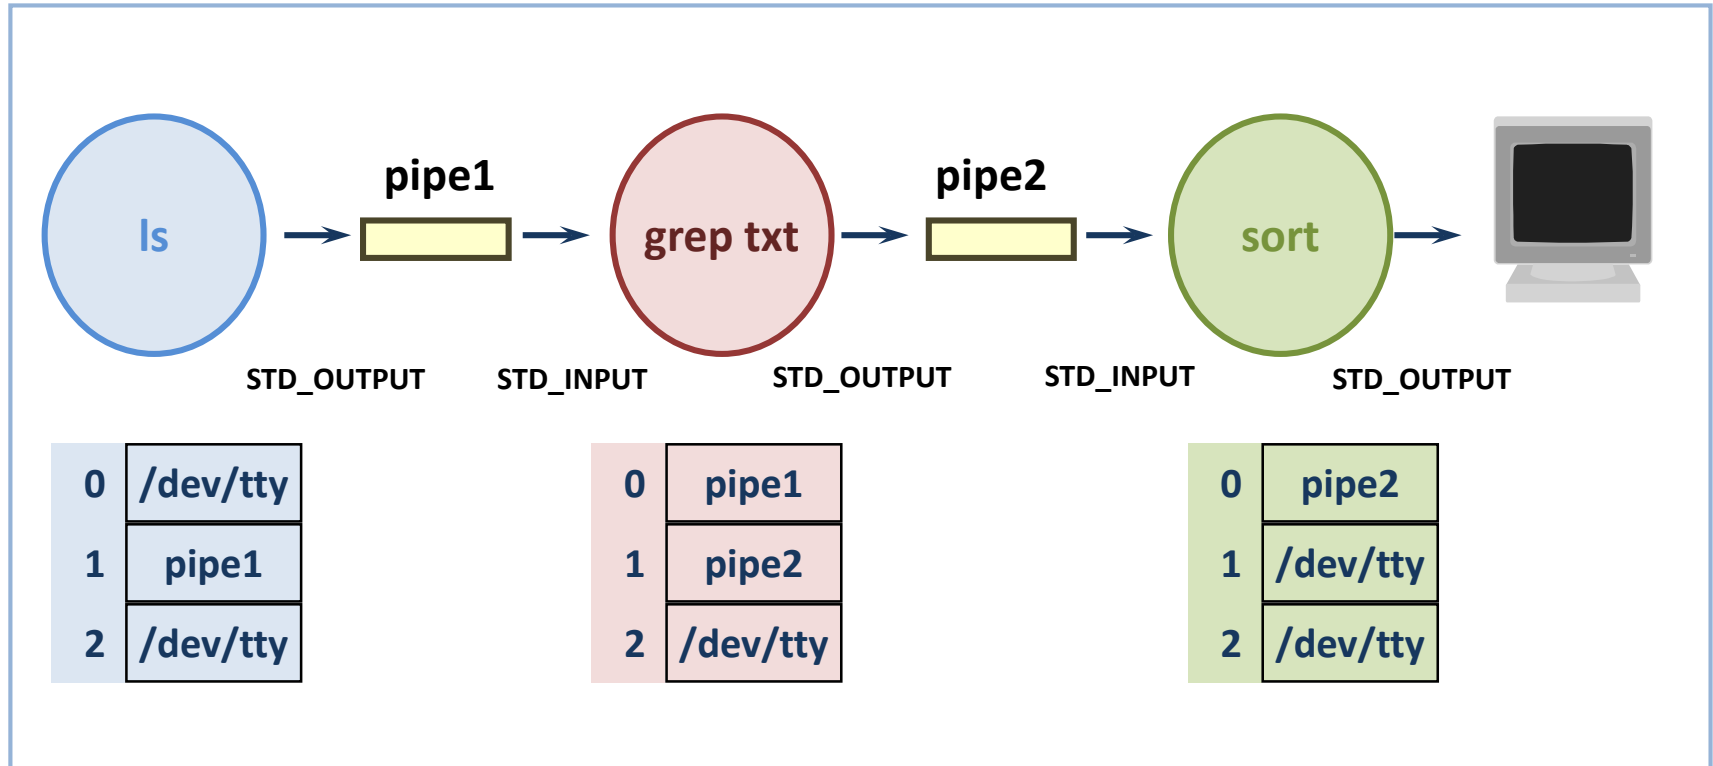 pipe1
pipe2
ls
grep txt
sort
STD_OUTPUT
STD_INPUT
STD_OUTPUT
STD_INPUT
STD_OUTPUT
0 /dev/tty
1 pipe1
2 /dev/tty
0 pipe1
1 pipe2
2 /dev/tty
0 pipe2
1 /dev/tty
2 /dev/tty